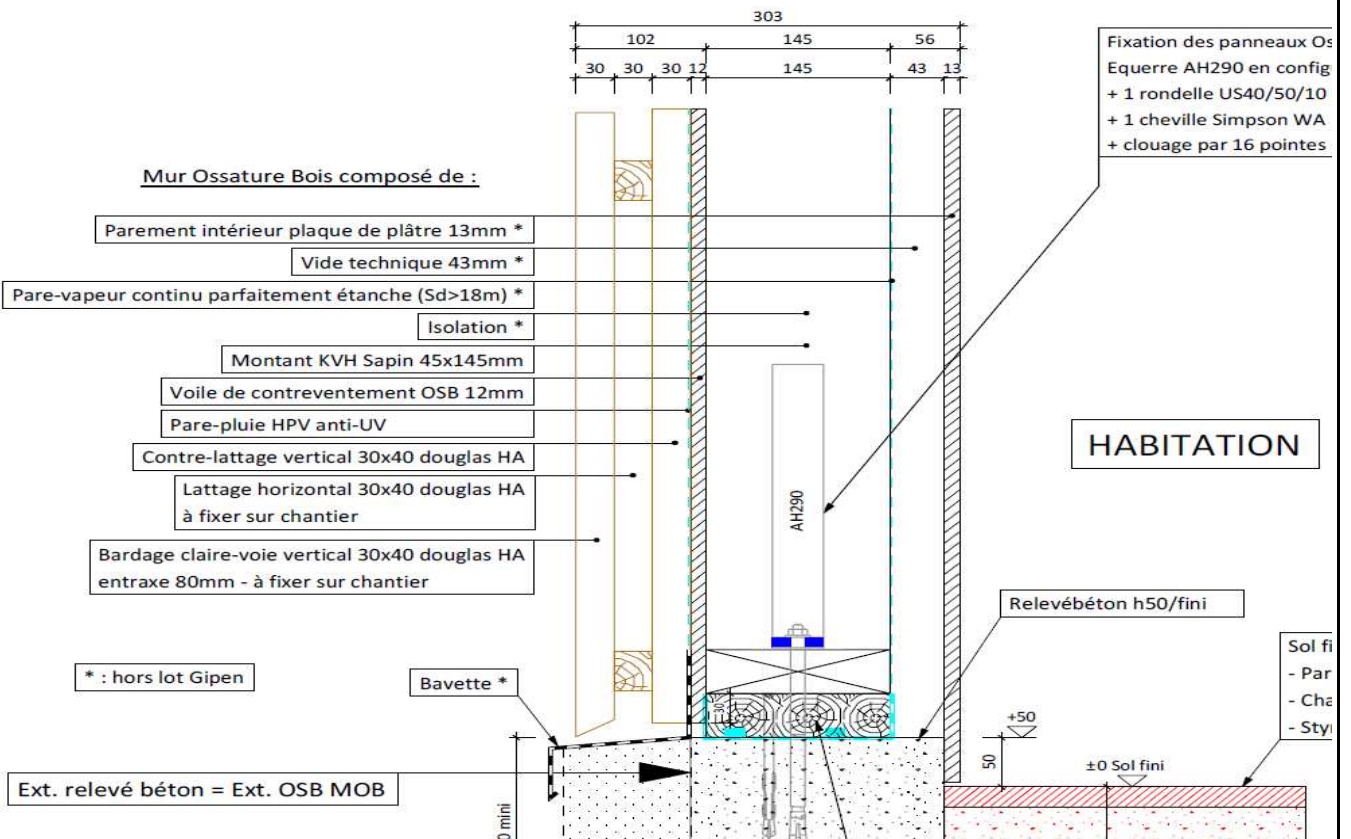 303
102 145 56
30 30 30 12 145 43 13
Fixation des panneaux Os
Equerre AH290 en config
+ 1 rondelle US40/50/10
+ 1 cheville Simpson WA
+ clouage par 16 pointes
Mur Ossature Bois composé de :
Parement intérieur plaque de plâtre 13mm *
Vide technique 43mm *
Pare-vapeur continu parfaitement étanche (Sd>18m) *
Isolation *
Montant KVH Sapin 45x145mm
Voile de contreventement OSB 12mm
Pare-pluie HPV anti-UV
Contre-lattage vertical 30x40 douglas HA
Lattage horizontal 30x40 douglas HA
à fixer sur chantier
Bardage claire-voie vertical 30x40 douglas HA
entraxe 80mm - à fixer sur chantier
AH290
HABITATION
Relevébéton h50/fini
Sol fi
- Par
- Cha
- Sty
* : hors lot Gipen
Bavette *
30
+50
50
±0 Sol fini
Ext. relevé béton = Ext. OSB MOB
0 mini